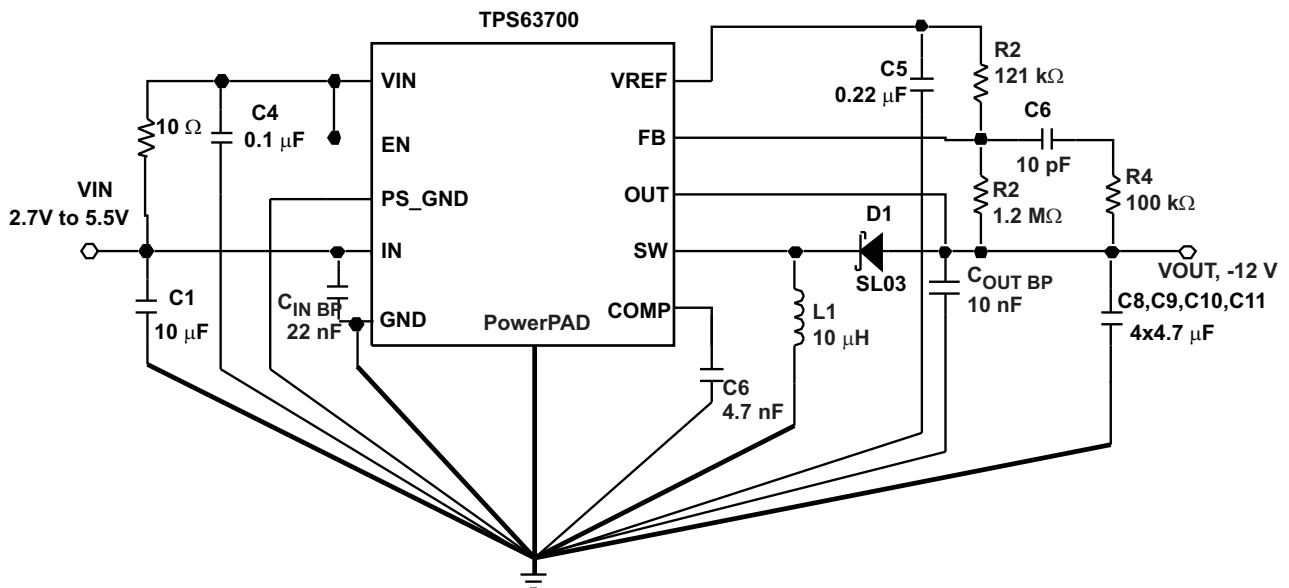 TPS63700
VIN
EN
PS_GND
IN
GND
PowerPAD
VREF
FB
OUT
SW
COMP
10 Ω
C4
0.1 μF
VIN
2.7V to 5.5V
C1
10 μF
C_IN BP
22 nF
C5
0.22 μF
R2
121 kΩ
C6
10 pF
R2
1.2 MΩ
R4
100 kΩ
D1
SL03
VOUT, -12 V
C_OUT BP
10 nF
C8,C9,C10,C11
4x4.7 μF
L1
10 μH
C6
4.7 nF